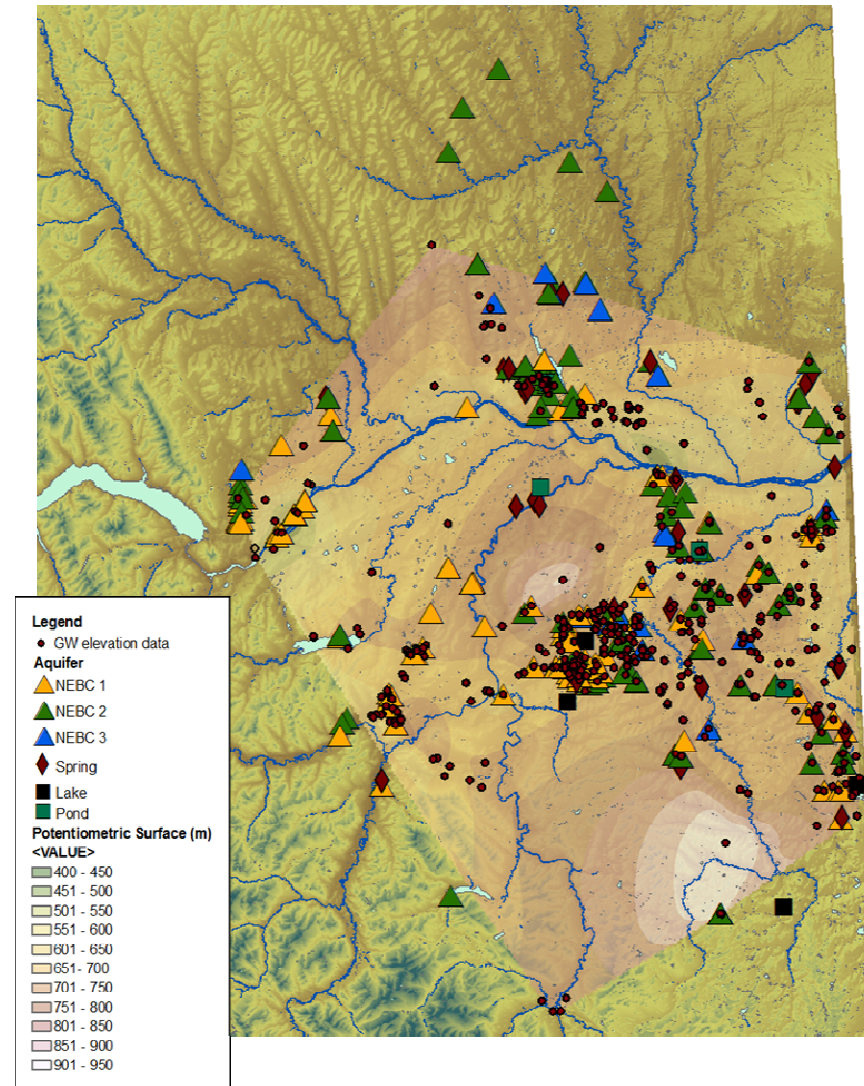 Legend
GW elevation data
Aquifer
NEBC 1
NEBC 2
NEBC 3
Spring
Lake
Pond
Potentiometric Surface (m)
<VALUE>
400 - 450
451 - 500
501 - 550
551 - 600
601 - 650
651- 700
701 - 750
751 - 800
801 - 850
851 - 900
901 - 950